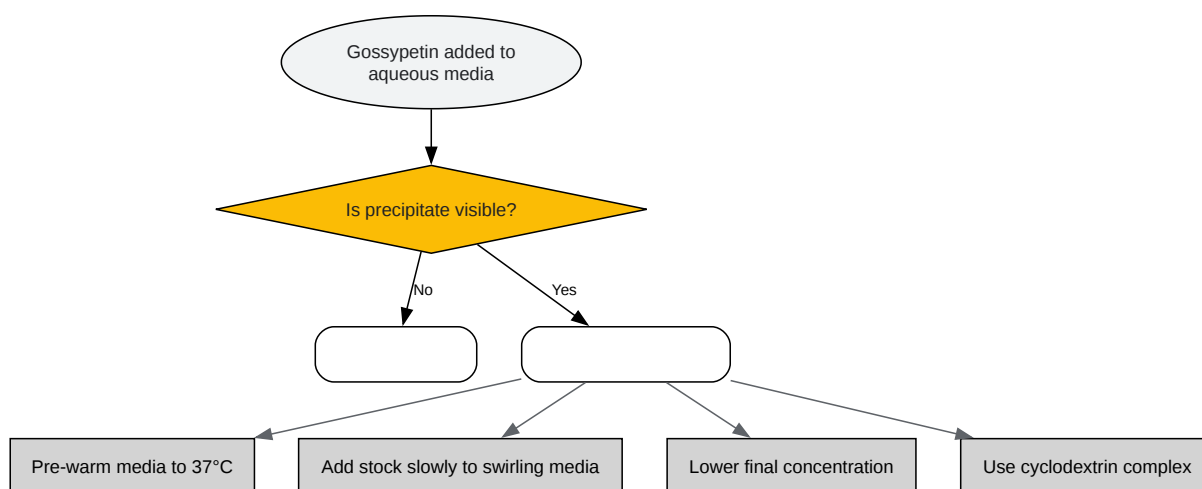 Gossypetin added to
aqueous media
Is precipitate visible?
No
Yes
Pre-warm media to 37°C
Add stock slowly to swirling media
Lower final concentration
Use cyclodextrin complex